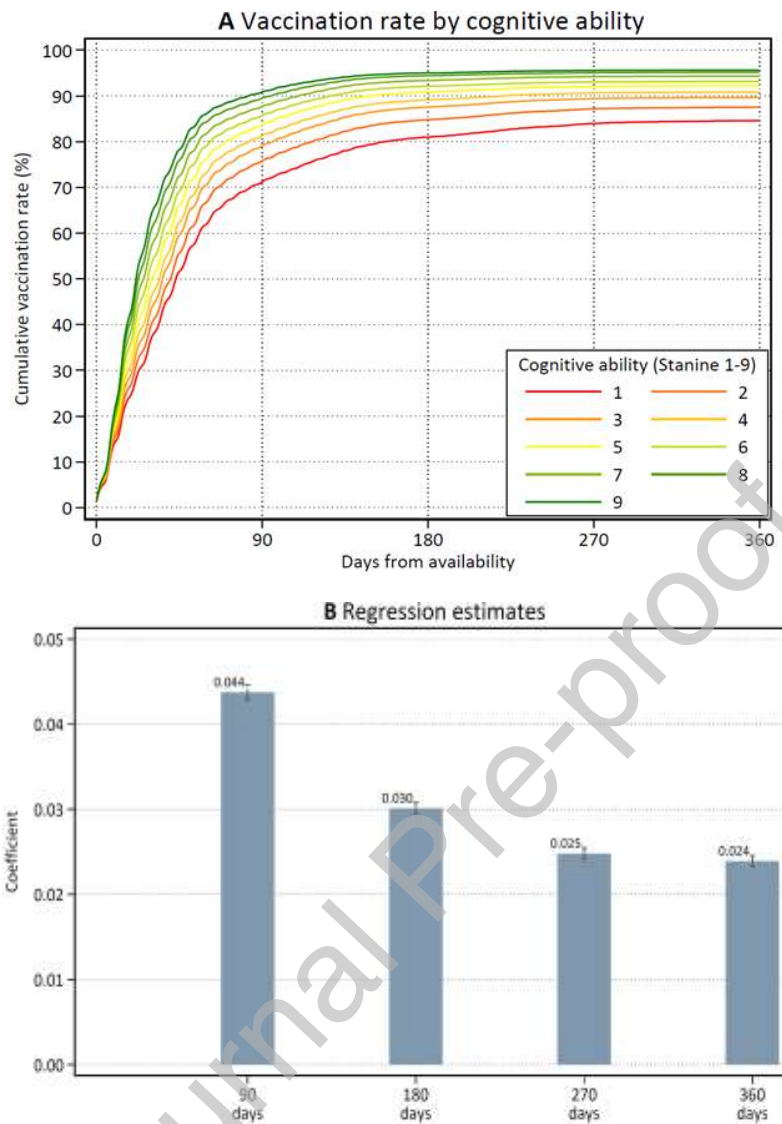 A Vaccination rate by cognitive ability
100
90
80
70
60
50
40
30
20
10
0
Cumulative vaccination rate (%)
Cognitive ability (Stanine 1-9)
1 2
3 4
5 6
7 8
9
0 90 180 270 360
Days from availability
B Regression estimates
0.05
0.04
0.03
0.02
0.01
0.00
Coefficient
0.044
0.030
0.025
0.024
90 days
180 days
270 days
360 days
urnal Pre-proof